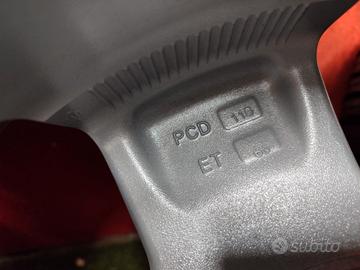 PCD 110
ET
subito